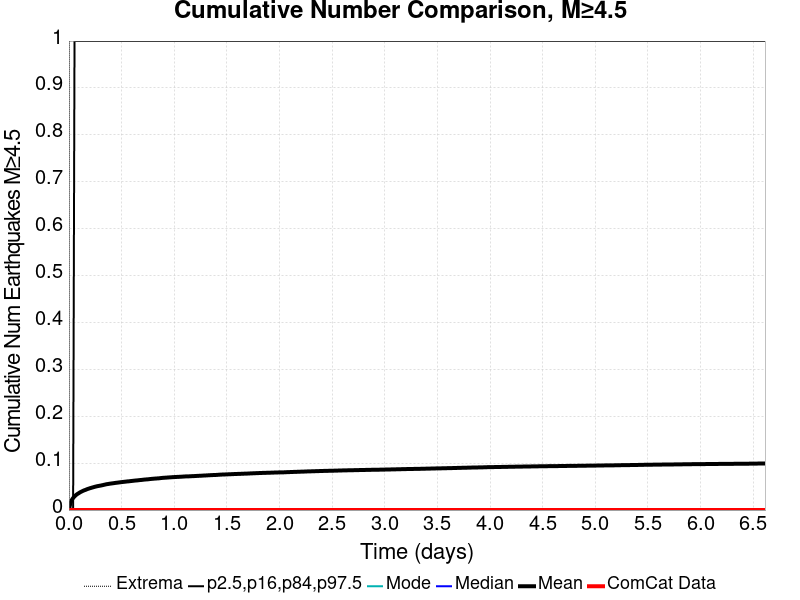 Cumulative Number Comparison, M≥4.5
Cumulative Num Earthquakes M≥4.5
1
0.9
0.8
0.7
0.6
0.5
0.4
0.3
0.2
0.1
0
0.0 0.5 1.0 1.5 2.0 2.5 3.0 3.5 4.0 4.5 5.0 5.5 6.0 6.5
Time (days)
Extrema p2.5,p16,p84,p97.5 Mode Median Mean ComCat Data